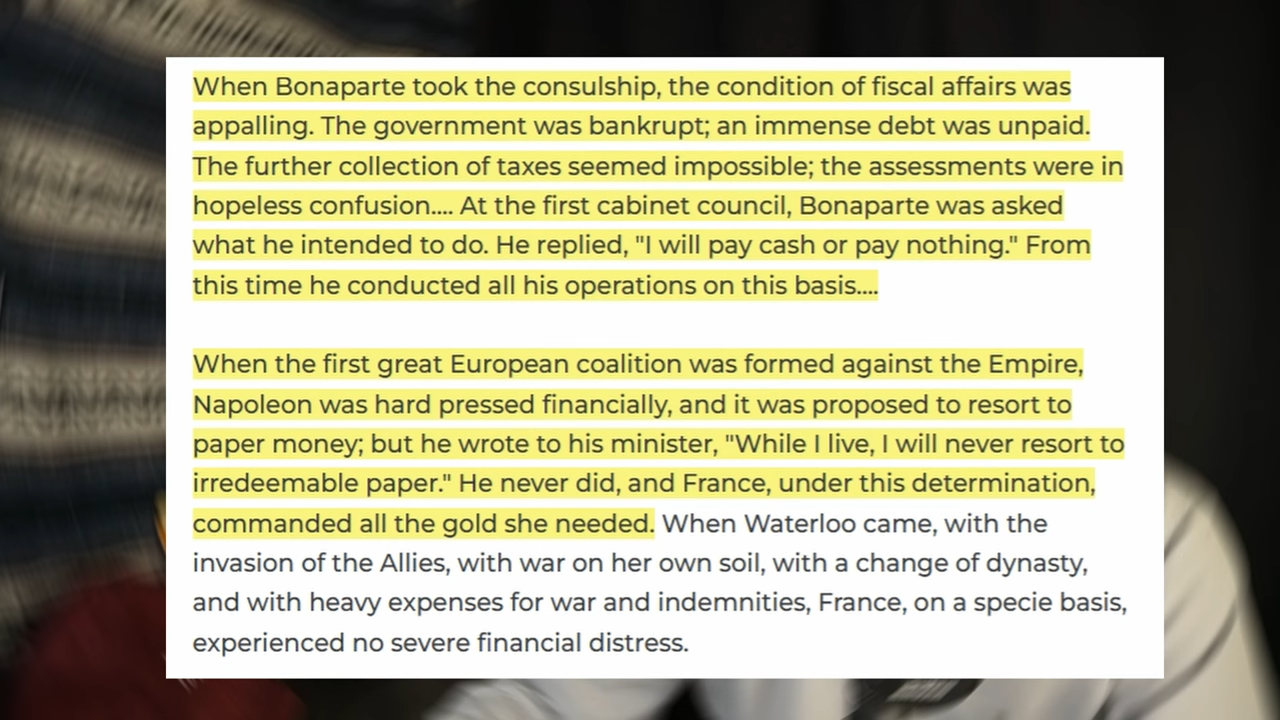 When Bonaparte took the consulship, the condition of fiscal affairs was
appalling. The government was bankrupt; an immense debt was unpaid.
The further collection of taxes seemed impossible; the assessments were in
hopeless confusion.... At the first cabinet council, Bonaparte was asked
what he intended to do. He replied, "I will pay cash or pay nothing." From
this time he conducted all his operations on this basis....
When the first great European coalition was formed against the Empire,
Napoleon was hard pressed financially, and it was proposed to resort to
paper money; but he wrote to his minister, "While I live, I will never resort to
irredeemable paper." He never did, and France, under this determination,
commanded all the gold she needed. When Waterloo came, with the
invasion of the Allies, with war on her own soil, with a change of dynasty,
and with heavy expenses for war and indemnities, France, on a specie basis,
experienced no severe financial distress.